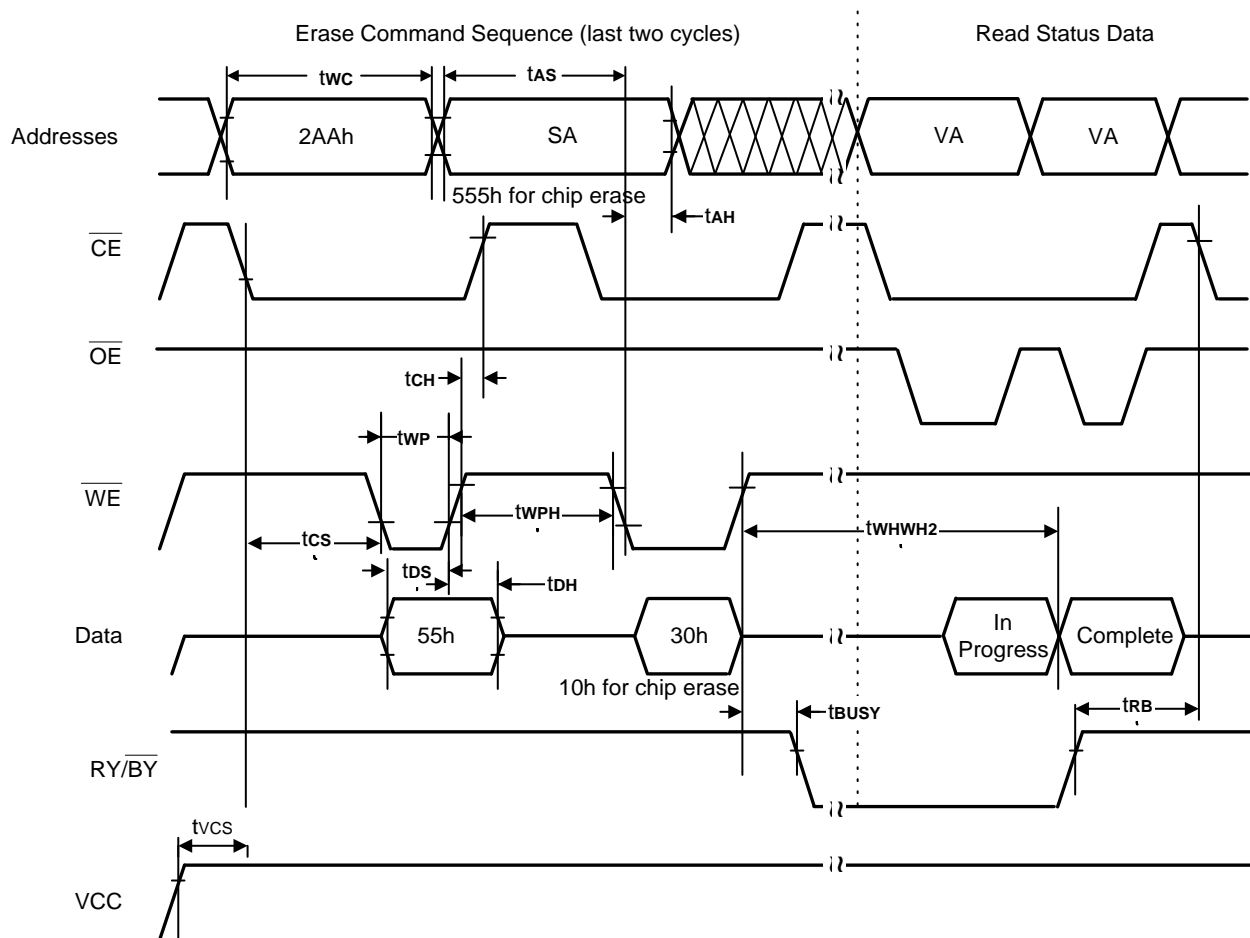 Erase Command Sequence (last two cycles)
Read Status Data
tWC
tAS
Addresses
2AAh
SA
VA
VA
555h for chip erase
tAH
CE
OE
tCH
tWP
WE
tWPH
tCS
tWHWH2
tDS
tDH
Data
55h
30h
In
Progress
Complete
10h for chip erase
tBUSY
tRB
RY/BY
tVCS
VCC